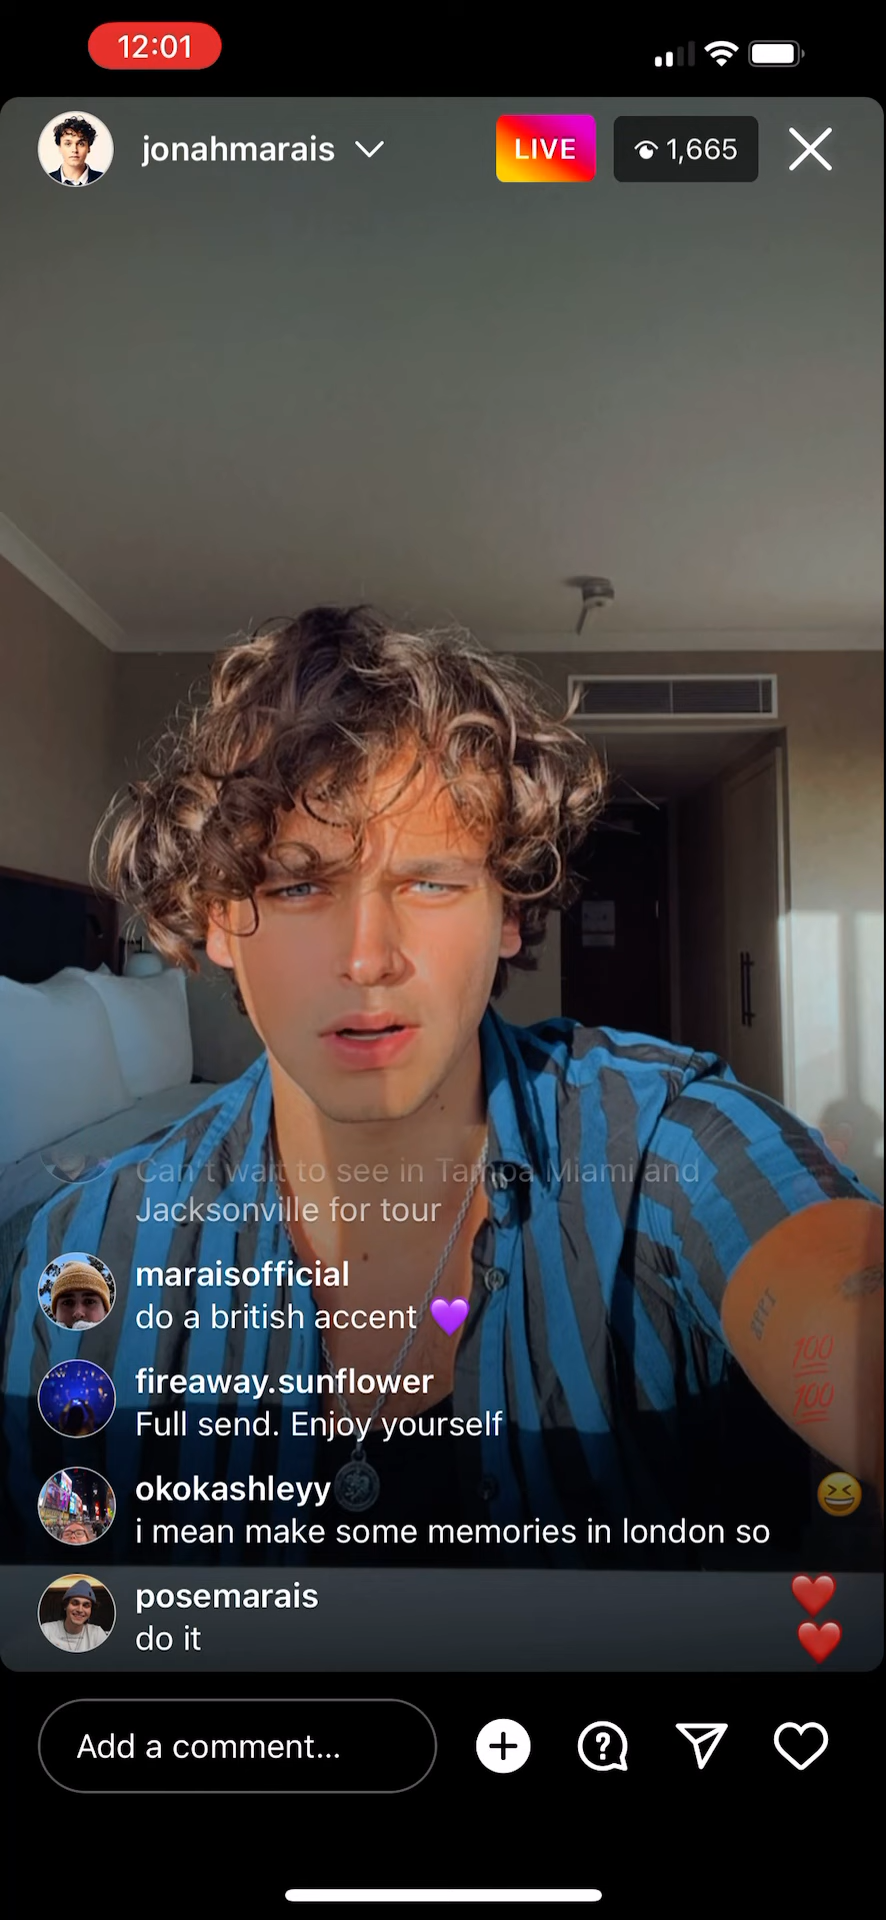 12:01
jonahmarais
LIVE
1,665
Can't wait to see in Tampa Miami and
Jacksonville for tour
maraisofficial
do a british accent 💜
fireaway.sunflower
Full send. Enjoy yourself
okokashleyy
i mean make some memories in london so
posemarais
do it
100
100
Add a comment...